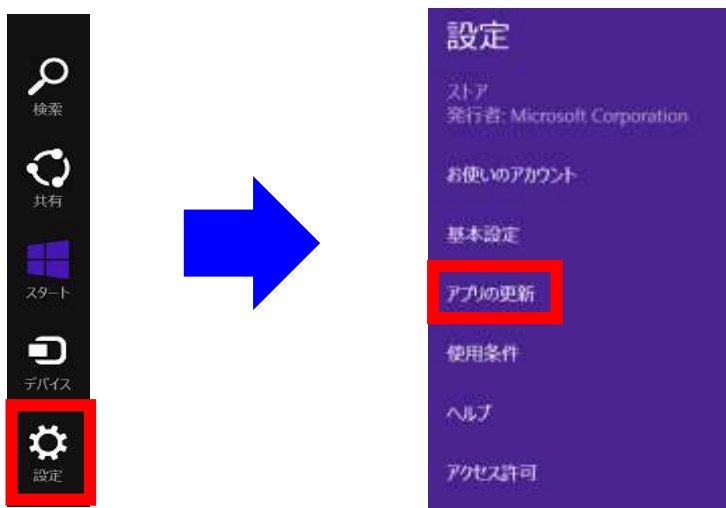 検索
共有
スタート
デバイス
設定
設定
ストア
発行者: Microsoft Corporation
お使いのアカウント
基本設定
アプリの更新
使用条件
ヘルプ
アクセス許可